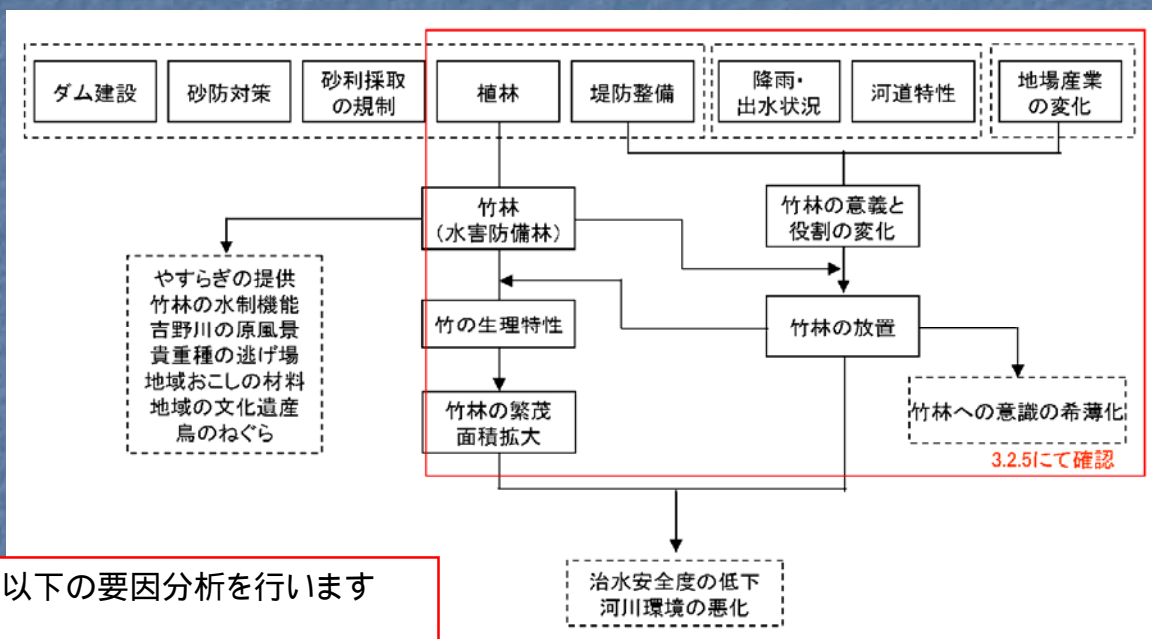 ダム建設
砂防対策
砂利採取
の規制
植林
堤防整備
降雨・
出水状況
河道特性
地場産業
の変化
竹林
（水害防備林）
竹林の意義と
役割の変化
やすらぎの提供
竹林の水制機能
吉野川の原風景
貴重種の逃げ場
地域おこしの材料
地域の文化遺産
鳥のねぐら
竹の生理特性
竹林の放置
竹林の繁茂
面積拡大
竹林への意識の希薄化
3.2.5にて確認
治水安全度の低下
河川環境の悪化
以下の要因分析を行います